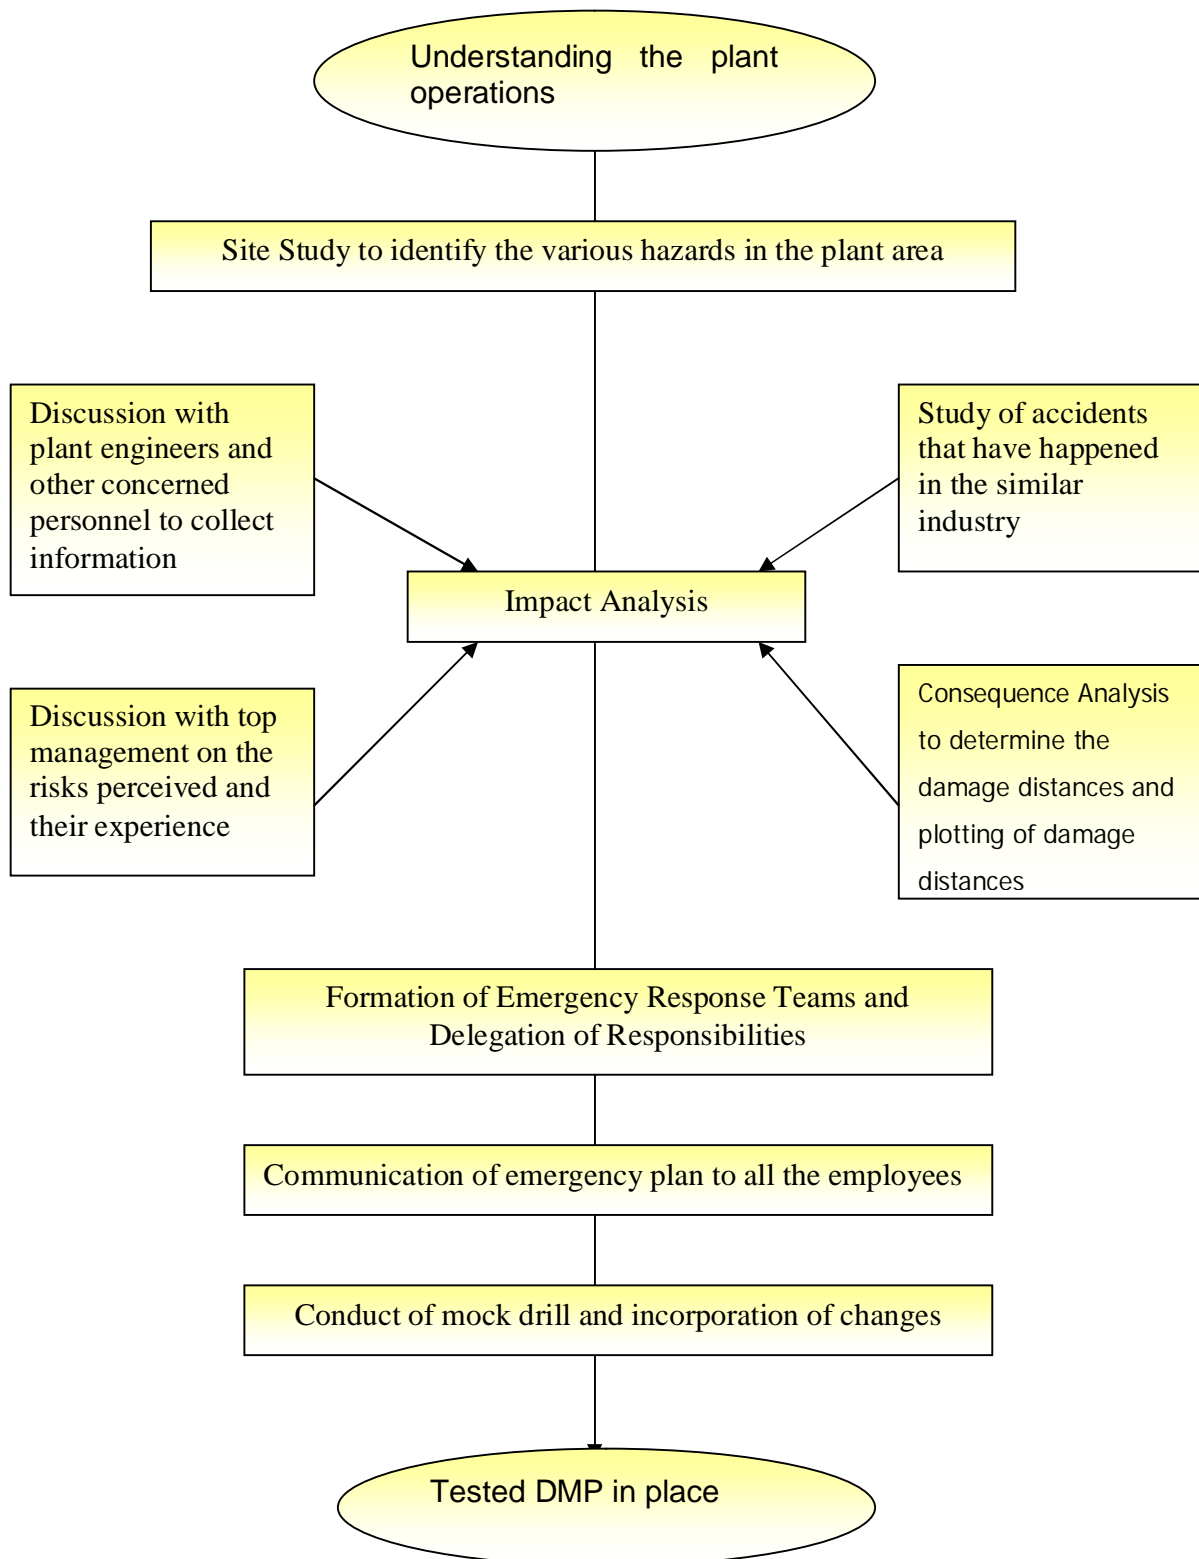 Understanding the plant
operations
Site Study to identify the various hazards in the plant area
Discussion with
plant engineers and
other concerned
personnel to collect
information
Study of accidents
that have happened
in the similar
industry
Impact Analysis
Discussion with top
management on the
risks perceived and
their experience
Consequence Analysis
to determine the
damage distances and
plotting of damage
distances
Formation of Emergency Response Teams and
Delegation of Responsibilities
Communication of emergency plan to all the employees
Conduct of mock drill and incorporation of changes
Tested DMP in place